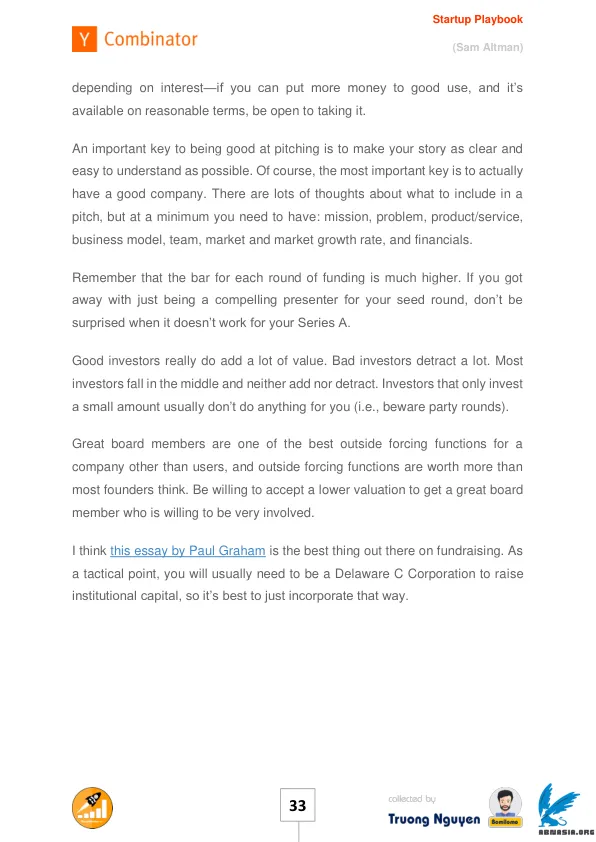 Startup Playbook
Y Combinator
(Sam Altman)
depending on interest—if you can put more money to good use, and it’s
available on reasonable terms, be open to taking it.
An important key to being good at pitching is to make your story as clear and
easy to understand as possible. Of course, the most important key is to actually
have a good company. There are lots of thoughts about what to include in a
pitch, but at a minimum you need to have: mission, problem, product/service,
business model, team, market and market growth rate, and financials.
Remember that the bar for each round of funding is much higher. If you got
away with just being a compelling presenter for your seed round, don’t be
surprised when it doesn’t work for your Series A.
Good investors really do add a lot of value. Bad investors detract a lot. Most
investors fall in the middle and neither add nor detract. Investors that only invest
a small amount usually don’t do anything for you (i.e., beware party rounds).
Great board members are one of the best outside forcing functions for a
company other than users, and outside forcing functions are worth more than
most founders think. Be willing to accept a lower valuation to get a great board
member who is willing to be very involved.
I think this essay by Paul Graham is the best thing out there on fundraising. As
a tactical point, you will usually need to be a Delaware C Corporation to raise
institutional capital, so it’s best to just incorporate that way.
33
collected by
Truong Nguyen
ABNASIA.ORG